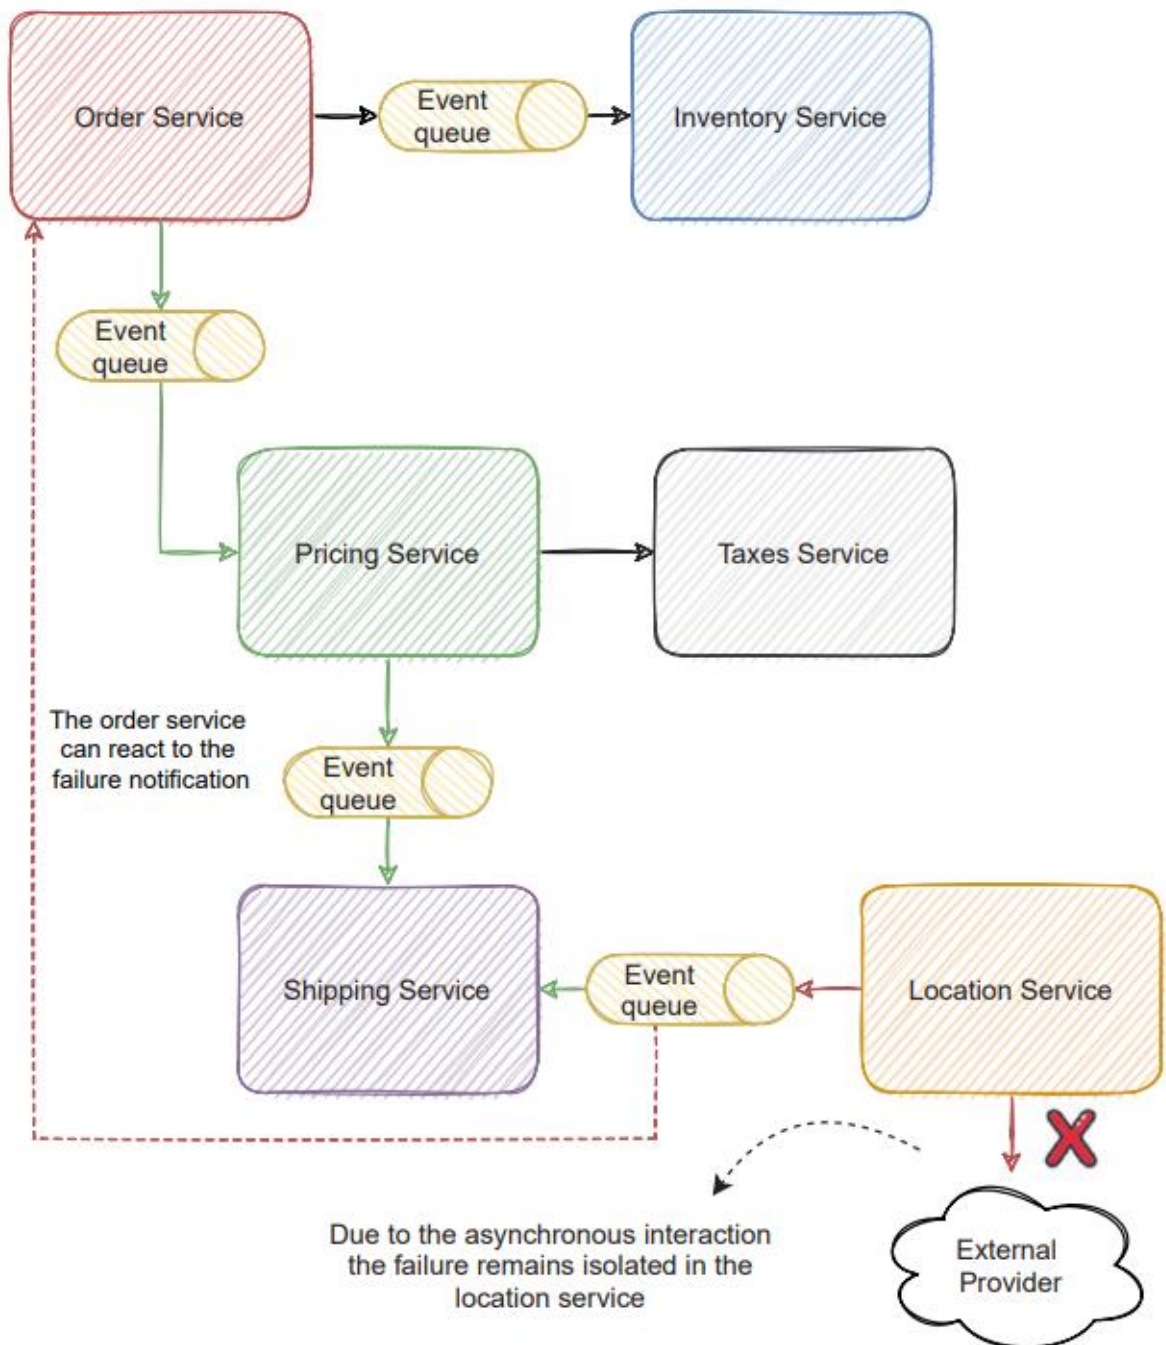 Order Service
Event
queue
Inventory Service
Event
queue
Pricing Service
Taxes Service
The order service
can react to the
failure notification
Event
queue
Shipping Service
Event
queue
Location Service
Due to the asynchronous interaction
the failure remains isolated in the
location service
External
Provider